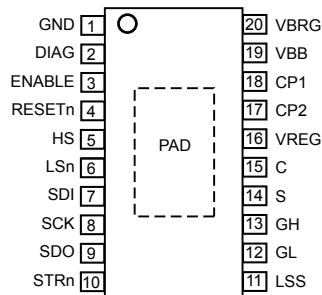 GND 1 20 VBRG
DIAG 2 19 VBB
ENABLE 3 18 CP1
RESETn 4 17 CP2
HS 5 PAD 16 VREG
LSn 6 15 C
SDI 7 14 S
SCK 8 13 GH
SDO 9 12 GL
STRn 10 11 LSS